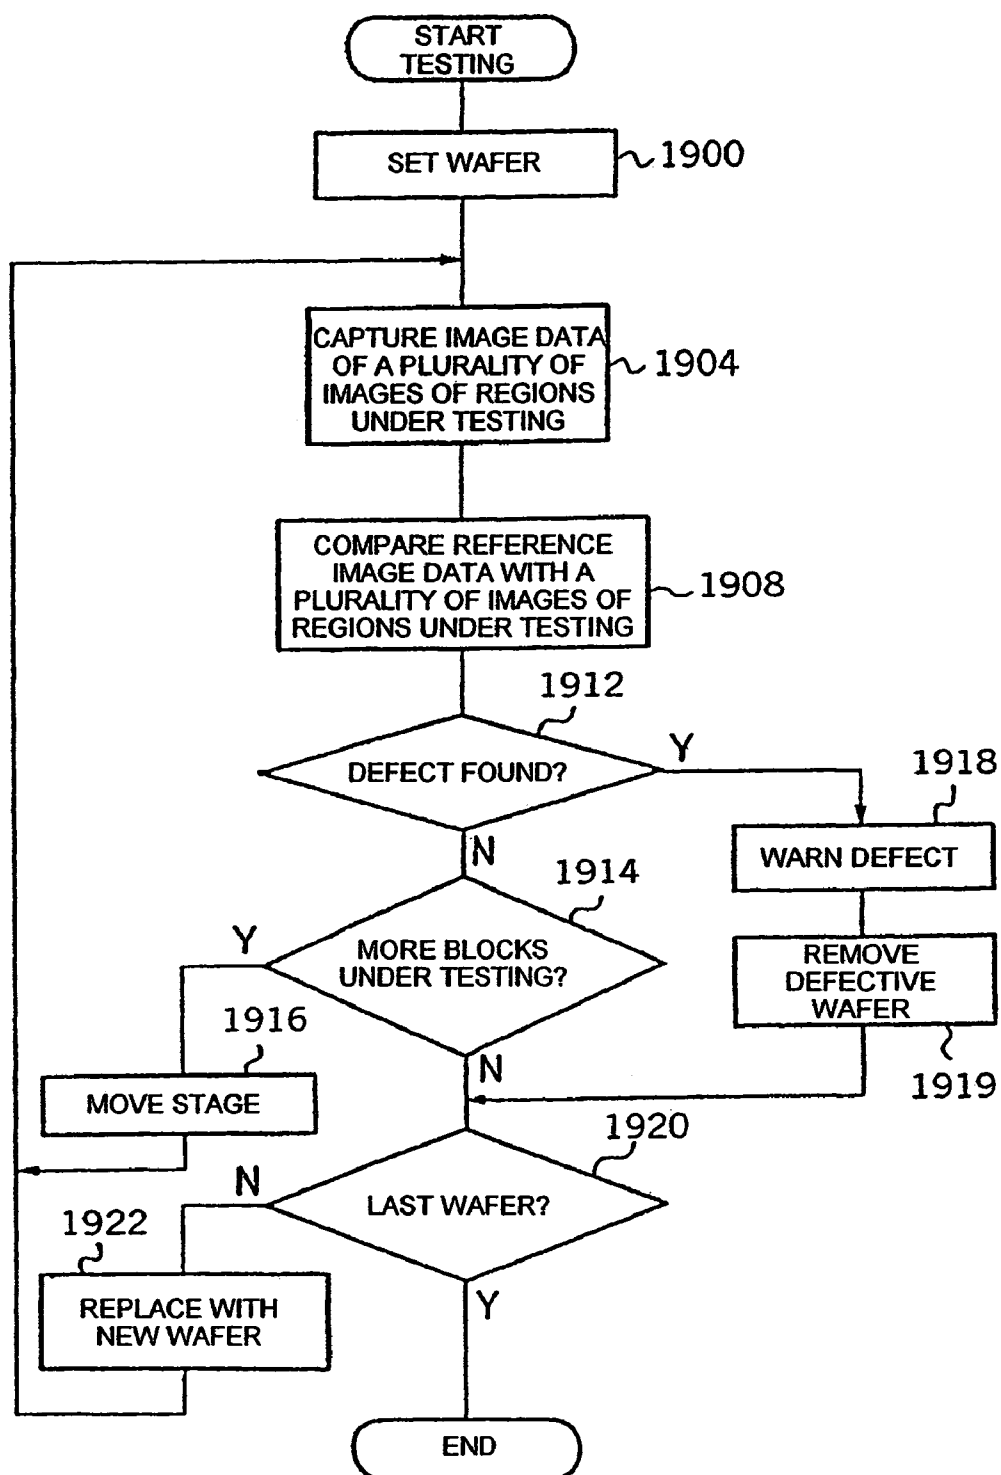 START
TESTING
SET WAFER
1900
CAPTURE IMAGE DATA
OF A PLURALITY OF
IMAGES OF REGIONS
UNDER TESTING
1904
COMPARE REFERENCE
IMAGE DATA WITH A
PLURALITY OF IMAGES OF
REGIONS UNDER TESTING
1908
1912
DEFECT FOUND?
Y
N
1918
WARN DEFECT
1914
MORE BLOCKS
UNDER TESTING?
Y
N
REMOVE
DEFECTIVE
WAFER
1919
1916
MOVE STAGE
1920
LAST WAFER?
N
Y
1922
REPLACE WITH
NEW WAFER
END